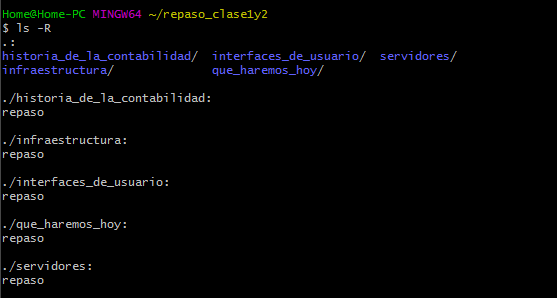 Home@Home-PC MINGW64 ~/repaso_clase1y2
$ ls -R
.:
historia_de_la_contabilidad/  interfaces_de_usuario/  servidores/
infraestructura/              que_haremos_hoy/

./historia_de_la_contabilidad:
repaso

./infraestructura:
repaso

./interfaces_de_usuario:
repaso

./que_haremos_hoy:
repaso

./servidores:
repaso